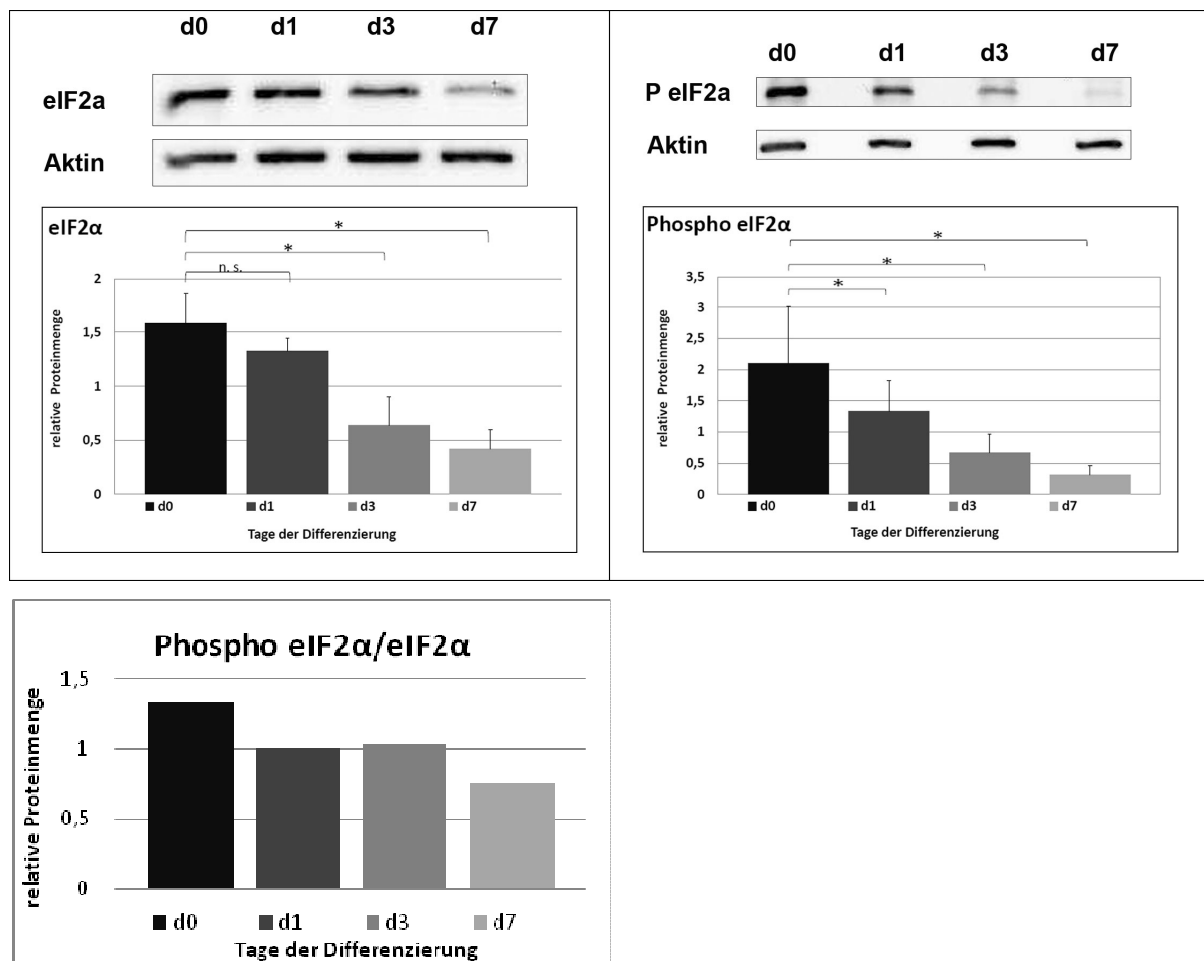 d0 d1 d3 d7
eIF2a
Aktin
eIF2α
*
*
n. s.
2
1,5
1
0,5
0
relative Proteinmenge
d0 d1 d3 d7
Tage der Differenzierung
d0 d1 d3 d7
P eIF2a
Aktin
Phospho eIF2α
*
*
*
3,5
3
2,5
2
1,5
1
0,5
0
relative Proteinmenge
d0 d1 d3 d7
Tage der Differenzierung
Phospho eIF2α/eIF2α
1,5
1
0,5
0
relative Proteinmenge
d0 d1 d3 d7
Tage der Differenzierung